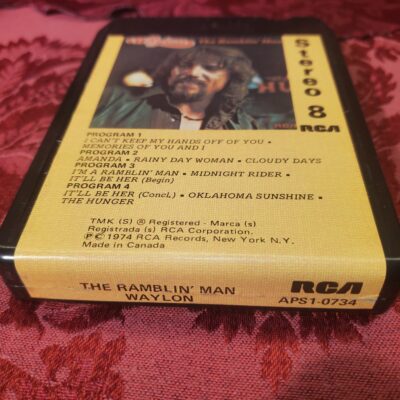 The Ramblin' Man
Stereo 8
RCA
RCA
PROGRAM 1
I CAN'T KEEP MY HANDS OFF OF YOU •
MEMORIES OF YOU AND I
PROGRAM 2
AMANDA • RAINY DAY WOMAN • CLOUDY DAYS
PROGRAM 3
I'M A RAMBLIN' MAN • MIDNIGHT RIDER •
IT'LL BE HER (Begin)
PROGRAM 4
IT'LL BE HER (Concl.) • OKLAHOMA SUNSHINE •
THE HUNGER
TMK (S) ® Registered • Marca (s)
Registrada (s) RCA Corporation.
℗ © 1974 RCA Records, New York N.Y.
Made in Canada
THE RAMBLIN' MAN
WAYLON
RCA
APS1-0734